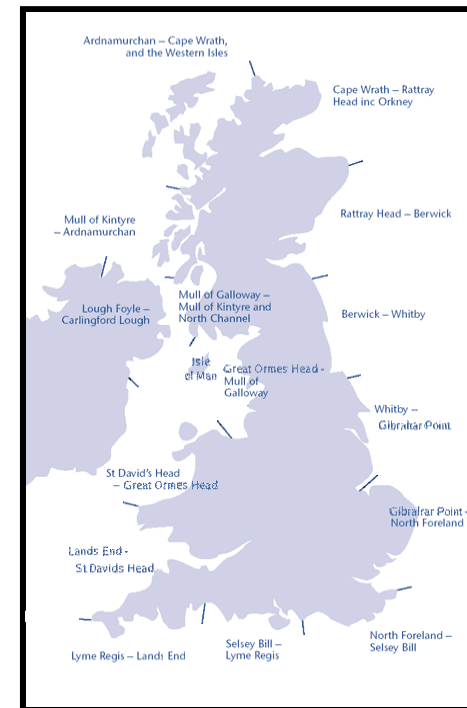 Ardnamurchan – Cape Wrath,
and the Western Isles
Cape Wrath – Rattray
Head inc Orkney
Rattray Head – Berwick
Mull of Kintyre
– Ardnamurchan
Mull of Galloway –
Mull of Kintyre and
North Channel
Lough Foyle –
Carlingford Lough
Berwick – Whitby
Isle
of Man
Great Ormes Head -
Mull of
Galloway
Whitby –
Gibraltar Point
St David's Head
– Great Ormes Head
Gibralrar Point -
North Foreland
Lands End -
St Davids Head
North Foreland –
Selsey Bill
Selsey Bill –
Lyme Regis
Lyme Regis – Lands End